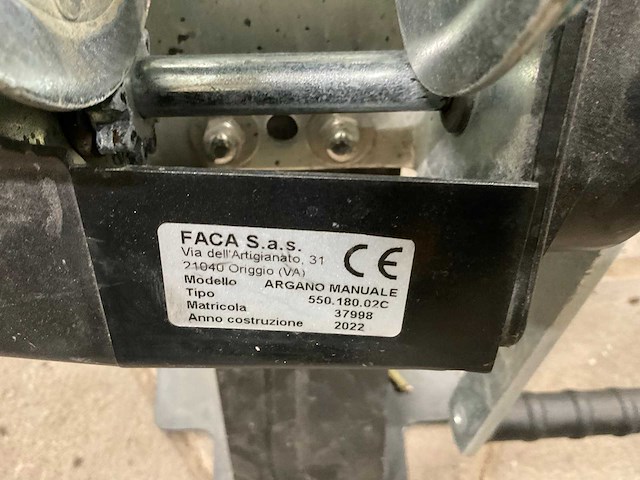 FACA S.a.s.
CE
Via dell'Artigianato, 31
21040 Origgio (VA)
Modello ARGANO MANUALE
Tipo 550.180.02C
Matricola 37998
Anno costruzione 2022